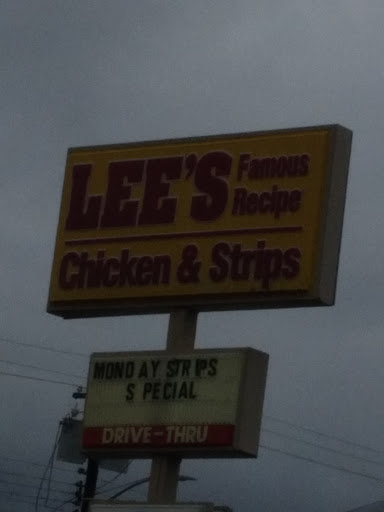 LEE'S Famous
Recipe
Chicken & Strips
MONDAY STRIPS
SPECIAL
DRIVE-THRU